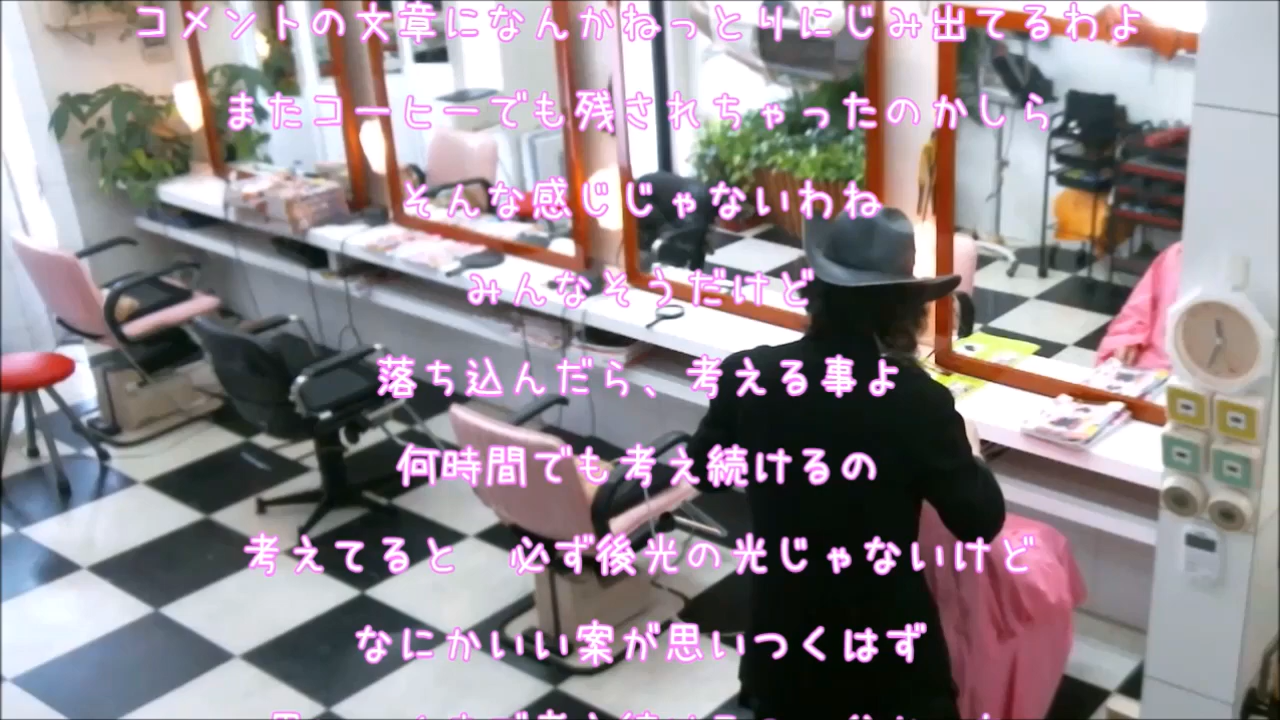 コメントの文章になんかねっとりにじみ出てるわよ
またコーヒーでも残されちゃったのかしら
そんな感じじゃないわね
みんなそうだけど
落ち込んだら、考える事よ
何時間でも考え続けるの
考えてると　必ず後光の光じゃないけど
なにかいい案が思いつくはず